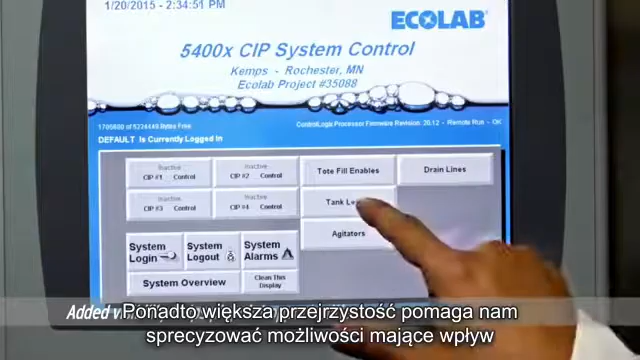 1/20/2015 - 2:34:51 PM
ECOLAB
5400x CIP System Control
Kemps - Rochester, MN
Ecolab Project #35088
ControlLogix Processor Firmware Revision: 20.12 - Remote Run - OK
DEFAULT Is Currently Logged In
Inactive
CIP #1 Control
Inactive
CIP #2 Control
Tote Fill Enables
Drain Lines
Inactive
CIP #3 Control
Inactive
CIP #4 Control
Tank
Agitators
System Login
System Logout
System Alarms
System Overview
Clean This Display
Added
Ponadto większa przejrzystość pomaga nam
sprecyzować możliwości mające wpływ